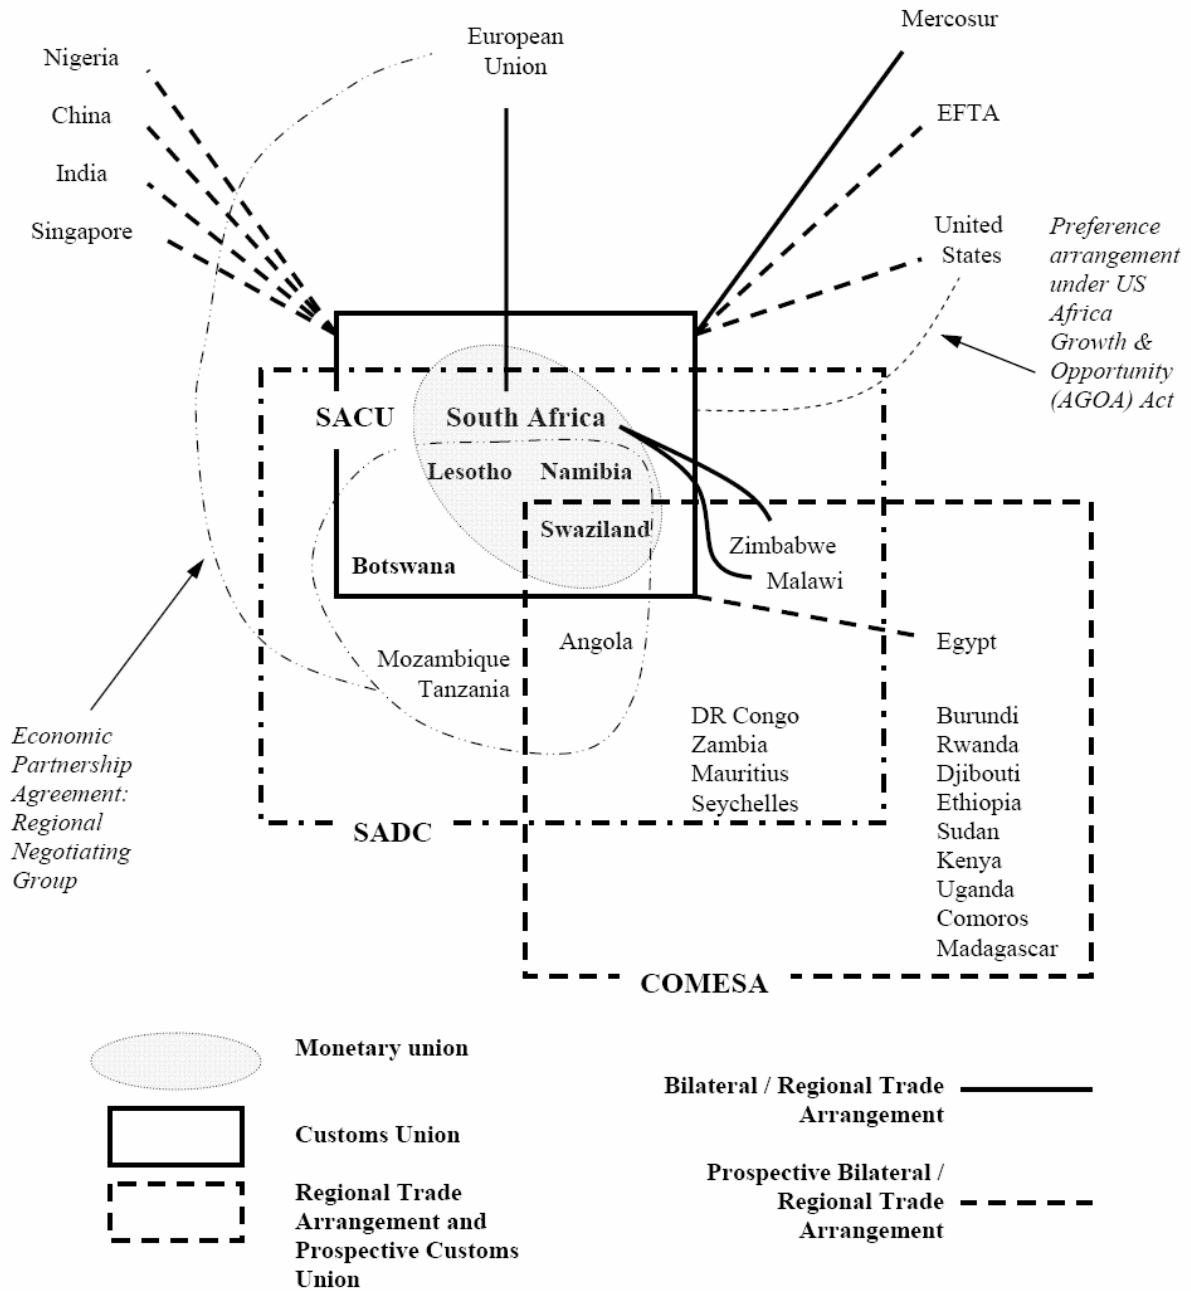 Mercosur
European
Union
Nigeria
China
India
Singapore
EFTA
United
States
Preference
arrangement
under US
Africa
Growth &
Opportunity
(AGOA) Act
SACU
South Africa
Lesotho
Namibia
Swaziland
Botswana
Zimbabwe
Malawi
Angola
Egypt
Mozambique
Tanzania
DR Congo
Zambia
Mauritius
Seychelles
Burundi
Rwanda
Djibouti
Ethiopia
Sudan
Kenya
Uganda
Comoros
Madagascar
Economic
Partnership
Agreement:
Regional
Negotiating
Group
SADC
COMESA
Monetary union
Customs Union
Regional Trade
Arrangement and
Prospective Customs
Union
Bilateral / Regional Trade
Arrangement
Prospective Bilateral /
Regional Trade
Arrangement